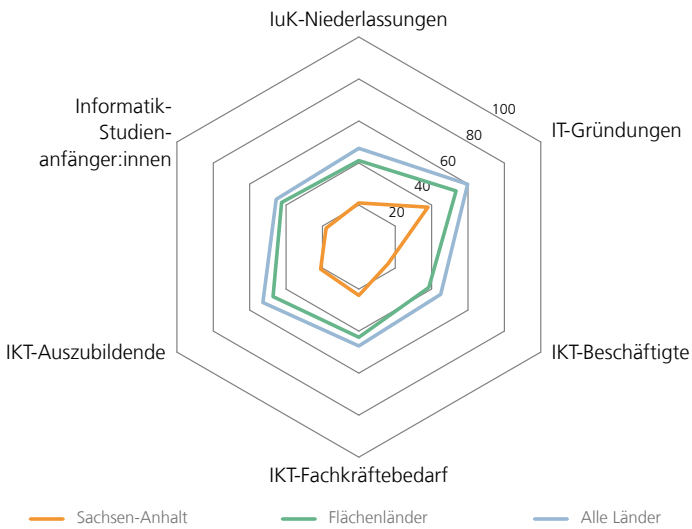 IuK-Niederlassungen
Informatik-
Studien-
anfänger:innen
100
IT-Gründungen
80
60
40
20
IKT-Auszubildende
IKT-Beschäftigte
IKT-Fachkräftebedarf
Sachsen-Anhalt
Flächenländer
Alle Länder